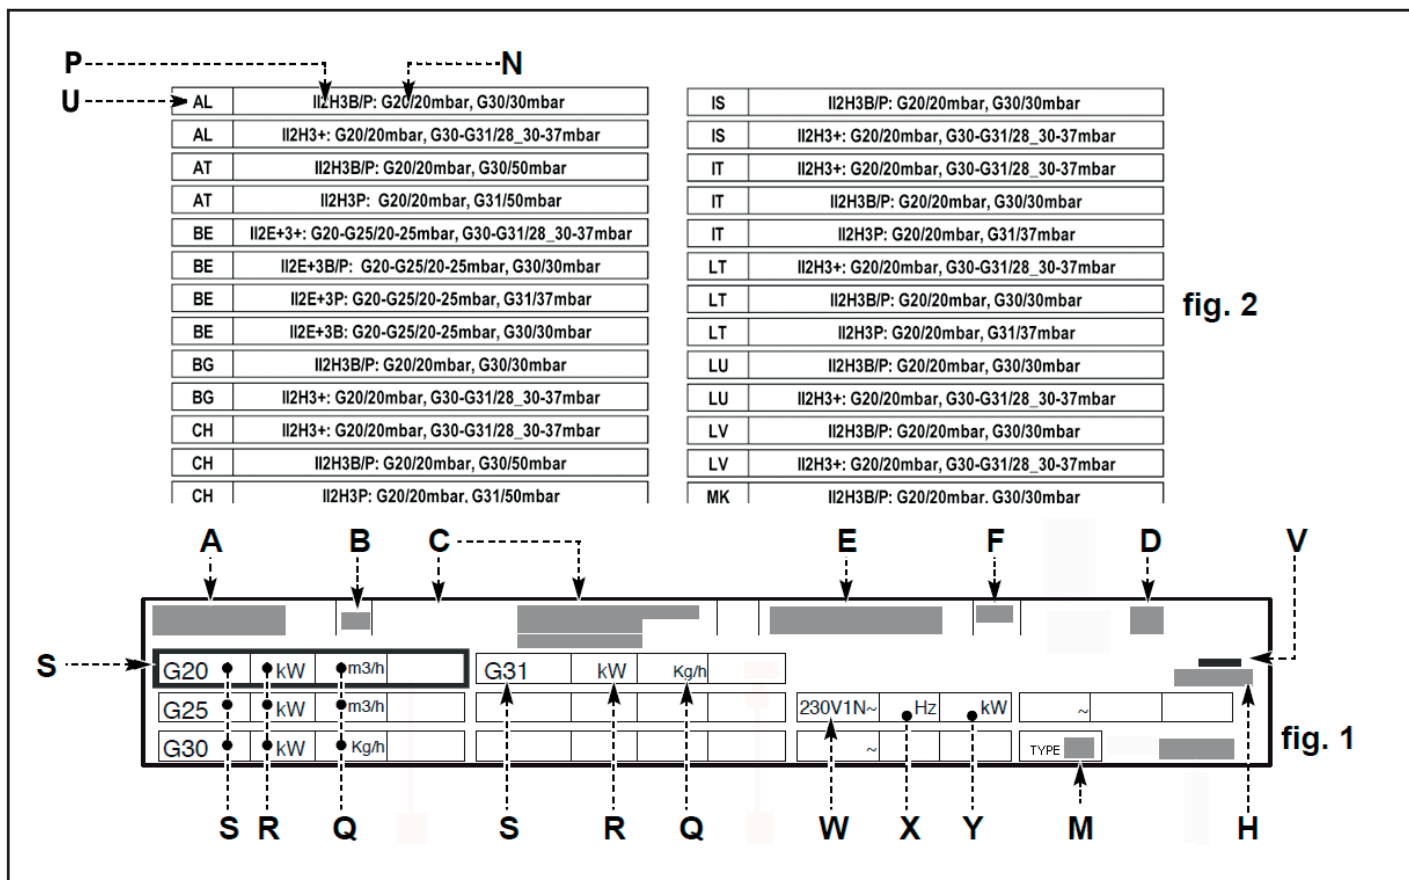 P N
U AL II2H3B/P: G20/20mbar, G30/30mbar
AL II2H3+: G20/20mbar, G30-G31/28_30-37mbar
AT II2H3B/P: G20/20mbar, G30/50mbar
AT II2H3P: G20/20mbar, G31/50mbar
BE II2E+3+: G20-G25/20-25mbar, G30-G31/28_30-37mbar
BE II2E+3B/P: G20-G25/20-25mbar, G30/30mbar
BE II2E+3P: G20-G25/20-25mbar, G31/37mbar
BE II2E+3B: G20-G25/20-25mbar, G30/30mbar
BG II2H3B/P: G20/20mbar, G30/30mbar
BG II2H3+: G20/20mbar, G30-G31/28_30-37mbar
CH II2H3+: G20/20mbar, G30-G31/28_30-37mbar
CH II2H3B/P: G20/20mbar, G30/50mbar
CH II2H3P: G20/20mbar, G31/50mbar
IS II2H3B/P: G20/20mbar, G30/30mbar
IS II2H3+: G20/20mbar, G30-G31/28_30-37mbar
IT II2H3+: G20/20mbar, G30-G31/28_30-37mbar
IT II2H3B/P: G20/20mbar, G30/30mbar
IT II2H3P: G20/20mbar, G31/37mbar
LT II2H3+: G20/20mbar, G30-G31/28_30-37mbar
LT II2H3B/P: G20/20mbar, G30/30mbar
LT II2H3P: G20/20mbar, G31/37mbar
LU II2H3B/P: G20/20mbar, G30/30mbar
LU II2H3+: G20/20mbar, G30-G31/28_30-37mbar
LV II2H3B/P: G20/20mbar, G30/30mbar
LV II2H3+: G20/20mbar, G30-G31/28_30-37mbar
MK II2H3B/P: G20/20mbar, G30/30mbar
fig. 2
A B C E F D V
S G20 kW m3/h G31 kW Kg/h
G25 kW m3/h 230V1N~ Hz kW ~
G30 kW Kg/h ~ TYPE
fig. 1
S R Q S R Q W X Y M H